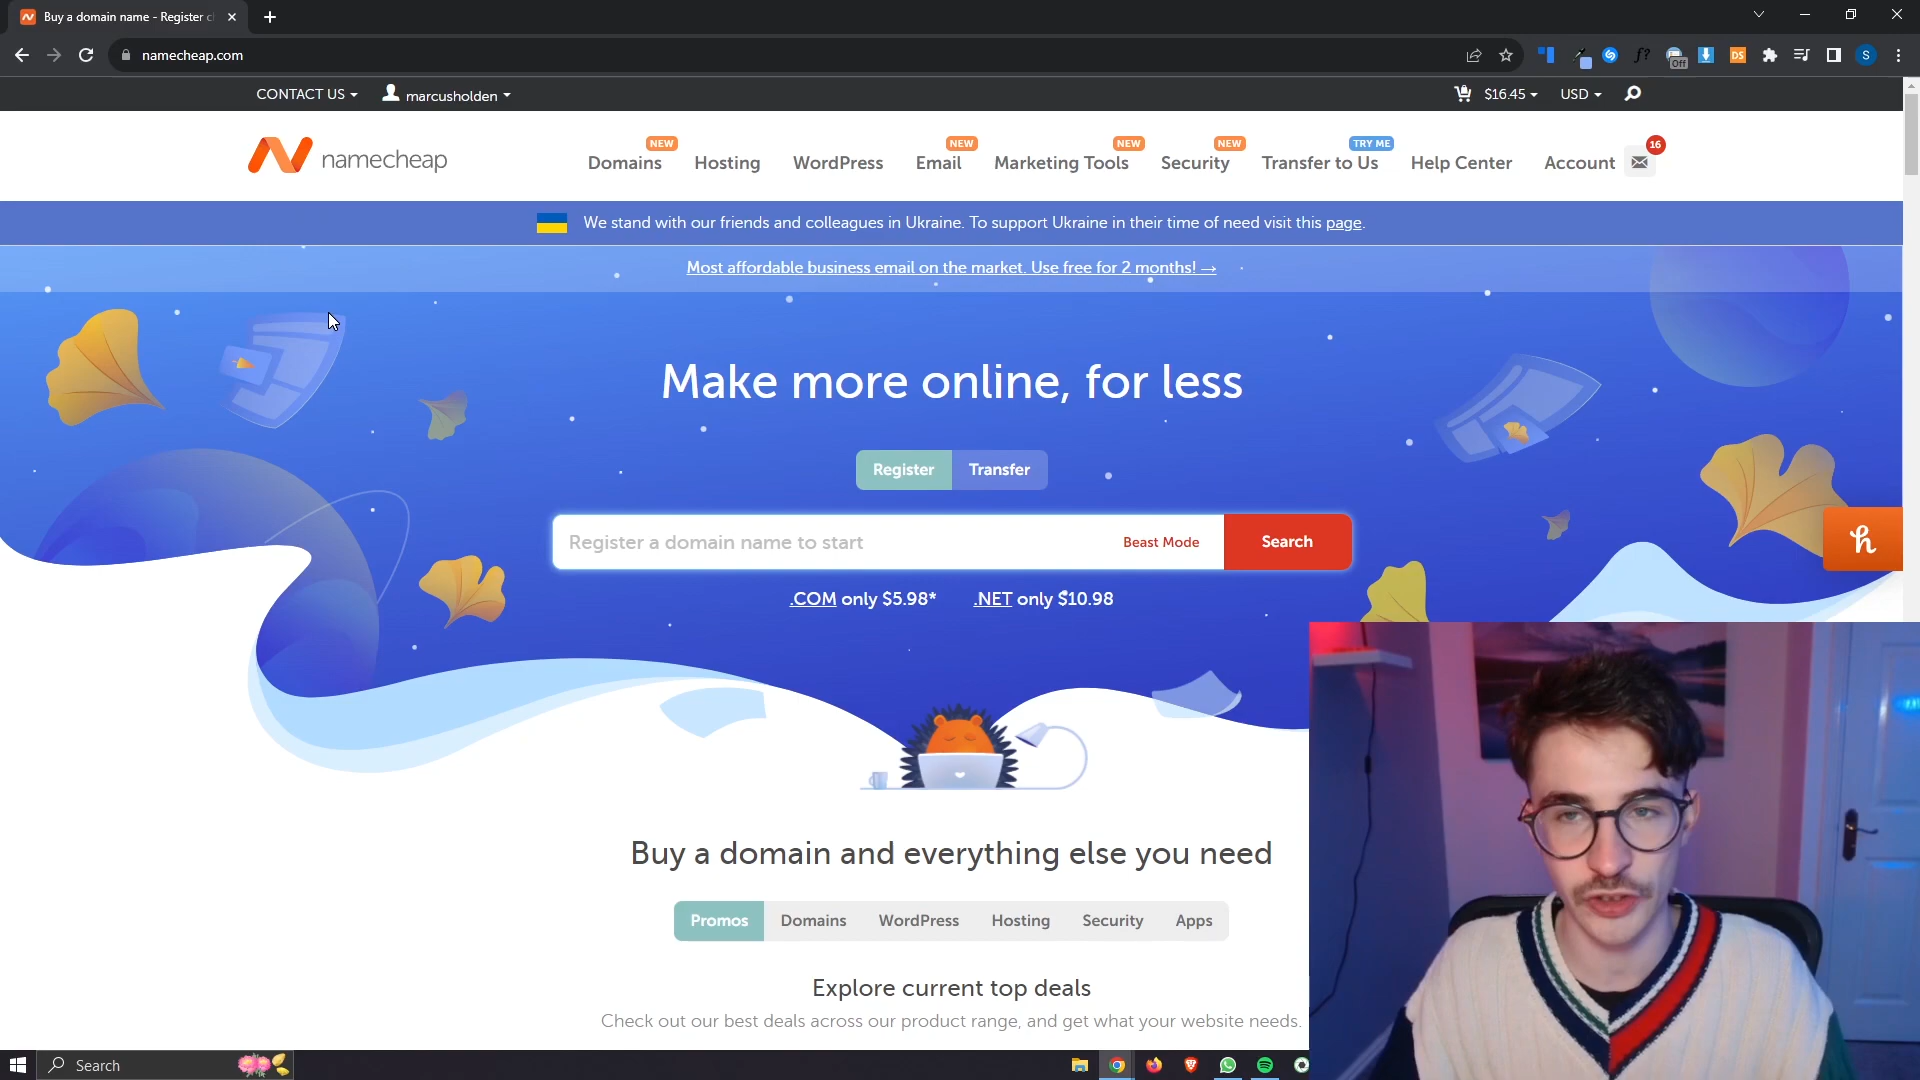 Buy a domain name - Register c
namecheap.com
f?
Off
DS
S
CONTACT US
marcusholden
$16.45
USD
namecheap
NEW
NEW
NEW
NEW
TRY ME
16
Domains
Hosting
WordPress
Email
Marketing Tools
Security
Transfer to Us
Help Center
Account
We stand with our friends and colleagues in Ukraine. To support Ukraine in their time of need visit this page.
Most affordable business email on the market. Use free for 2 months! →
Make more online, for less
Register
Transfer
Register a domain name to start
Beast Mode
Search
h
.COM only $5.98*
.NET only $10.98
Buy a domain and everything else you need
Promos
Domains
WordPress
Hosting
Security
Apps
Explore current top deals
Check out our best deals across our product range, and get what your website needs.
Search